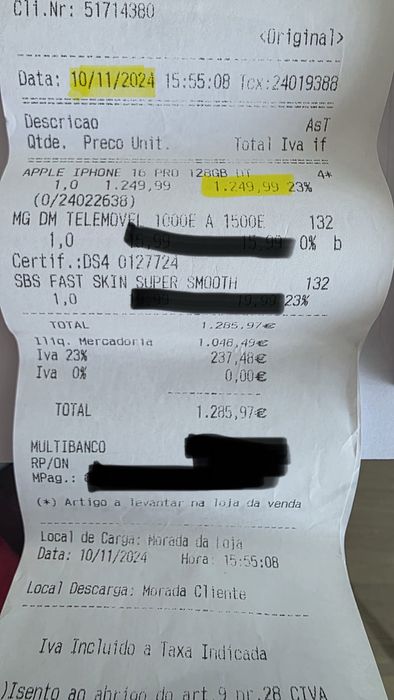 Cli.Nr: 51714380
<Original>
Data: 10/11/2024 15:55:08 Tcx:24019388
Descricao AsT
Qtde. Preco Unit. Total Iva if
APPLE IPHONE 16 PRO 128GB 4*
1,0 1.249,99 1.249,99 23%
(0/24022638)
MG DM TELEMOVEL 1000E A 1500E 132
1,0 0% b
Certif.:DS4 0127724
SBS FAST SKIN SUPER SMOOTH 132
1,0 23%
TOTAL 1.285,97€
Iliq. Mercadoria 1.048,49€
Iva 23% 237,48€
Iva 0% 0,00€
TOTAL 1.285,97€
MULTIBANCO
RP/ON
MPag.:
(*) Artigo a levantar na loja da venda
Local de Carga: Morada da Loja
Data: 10/11/2024 Hora: 15:55:08
Local Descarga: Morada Cliente
Iva Incluido a Taxa Indicada
)Isento ao abrigo do art.9 nr.28 CIVA